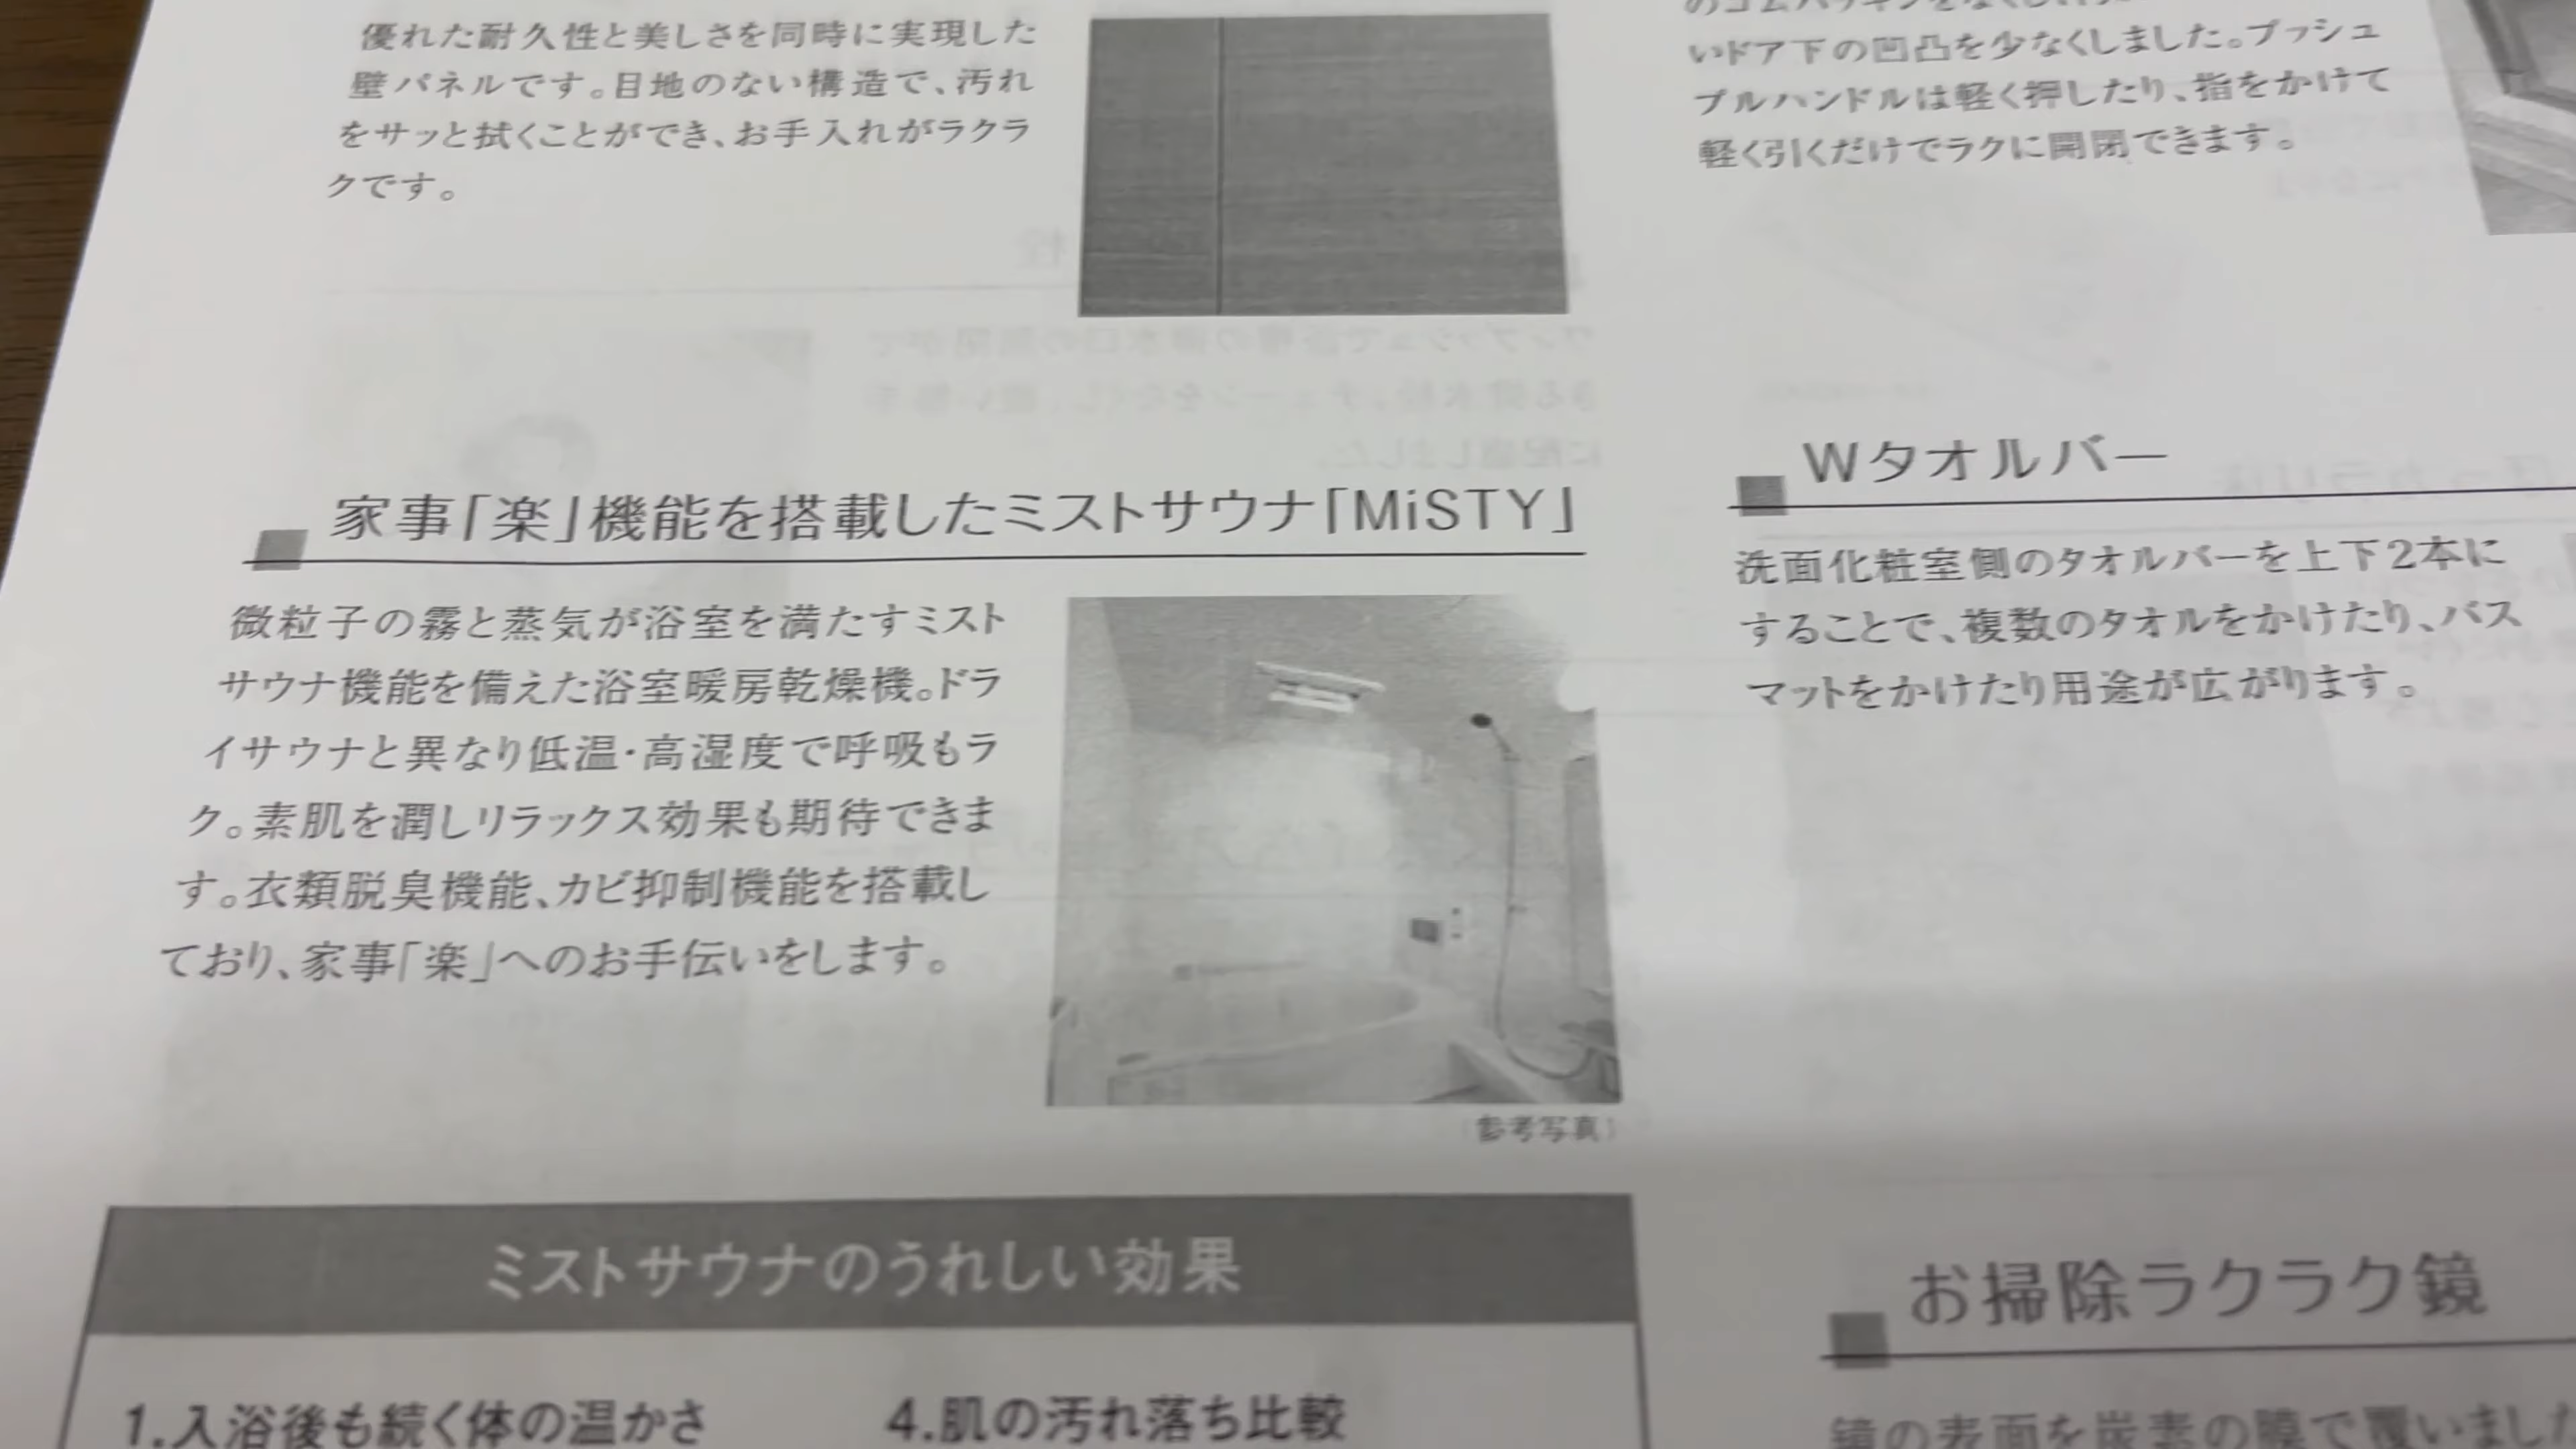 優れた耐久性と美しさを同時に実現した
壁パネルです。目地のない構造で、汚れ
をサッと拭くことができ、お手入れがラクラ
クです。
家事「楽」機能を搭載したミストサウナ「MiSTY」
微粒子の霧と蒸気が浴室を満たすミスト
サウナ機能を備えた浴室暖房乾燥機。ドラ
イサウナと異なり低温・高湿度で呼吸もラ
ク。素肌を潤しリラックス効果も期待できま
す。衣類脱臭機能、カビ抑制機能を搭載し
ており、家事「楽」へのお手伝いをします。
（参考写真）
ミストサウナのうれしい効果
1.入浴後も続く体の温かさ
4.肌の汚れ落ち比較
いドア下の凹凸を少なくしました。プッシュ
プルハンドルは軽く押したり、指をかけて
軽く引くだけでラクに開閉できます。
Wタオルバー
洗面化粧室側のタオルバーを上下2本に
することで、複数のタオルをかけたり、バス
マットをかけたり用途が広がります。
お掃除ラクラク鏡
鏡の表面を炭素の膜で覆いました